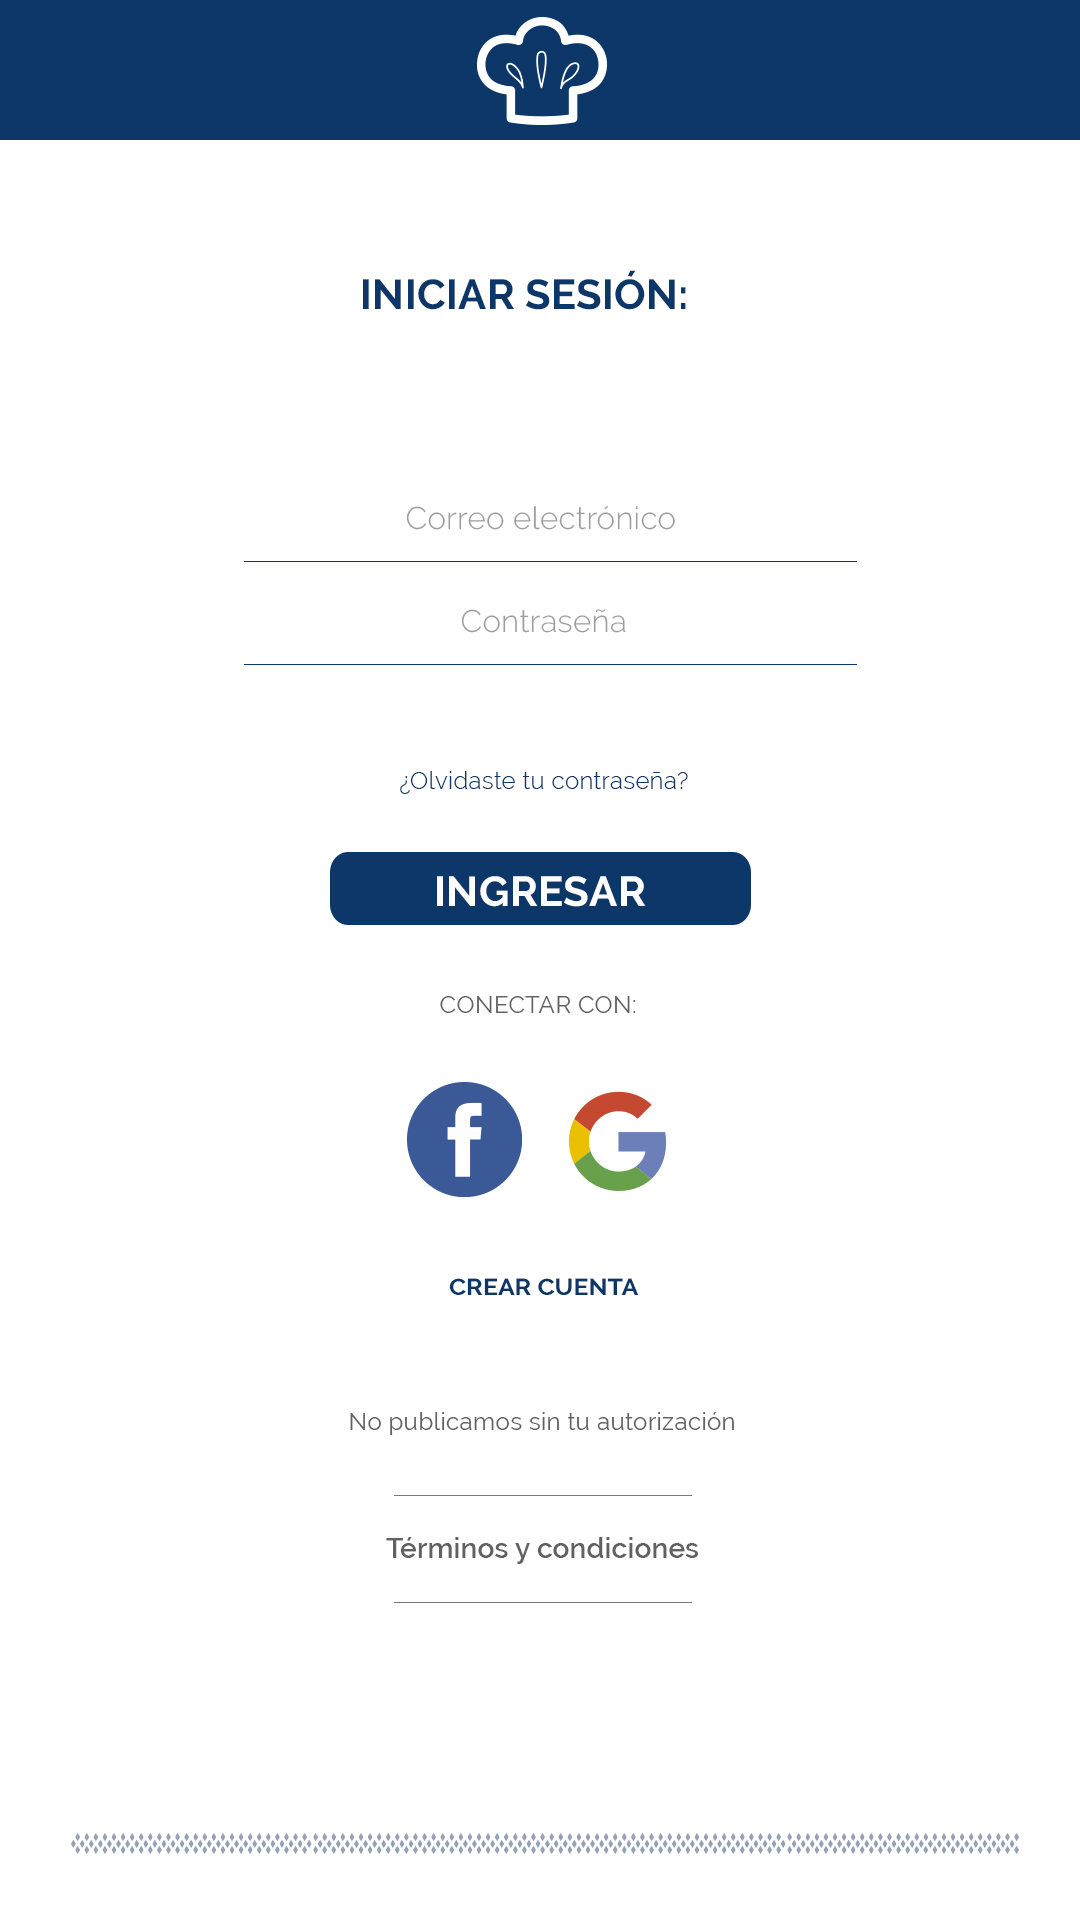 INICIAR SESIÓN:
Correo electrónico
Contraseña
¿Olvidaste tu contraseña?
INGRESAR
CONECTAR CON:
CREAR CUENTA
No publicamos sin tu autorización
Términos y condiciones